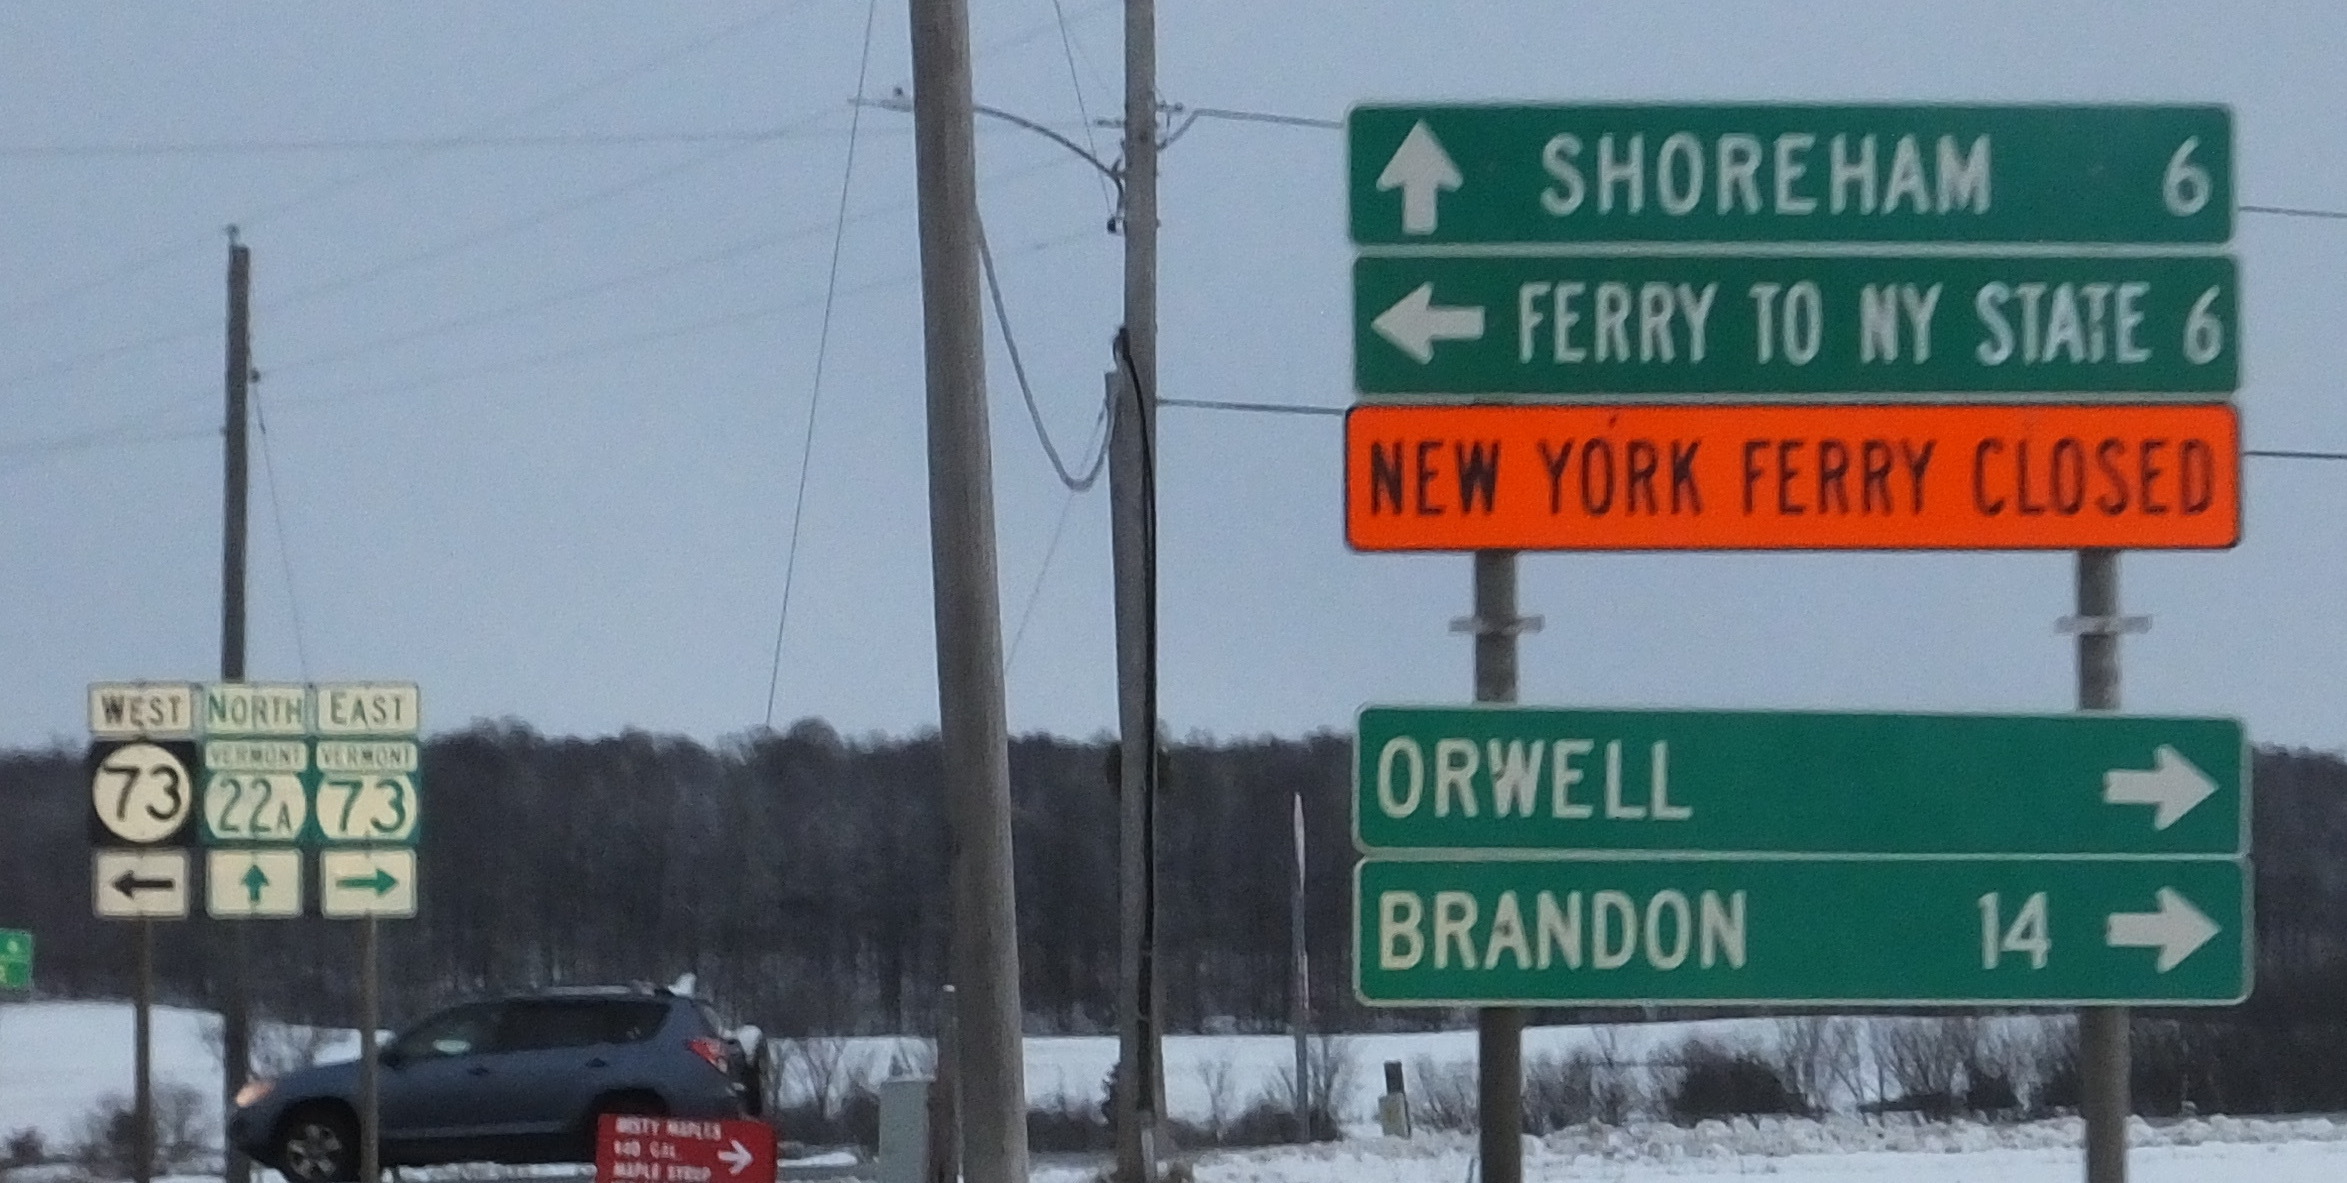 SHOREHAM 6
FERRY TO NY STATE 6
NEW YORK FERRY CLOSED
ORWELL
BRANDON 14
WEST
73
NORTH
VERMONT
22A
EAST
VERMONT
73
MISTY MAPLES
GAL
MAPLE SYRUP